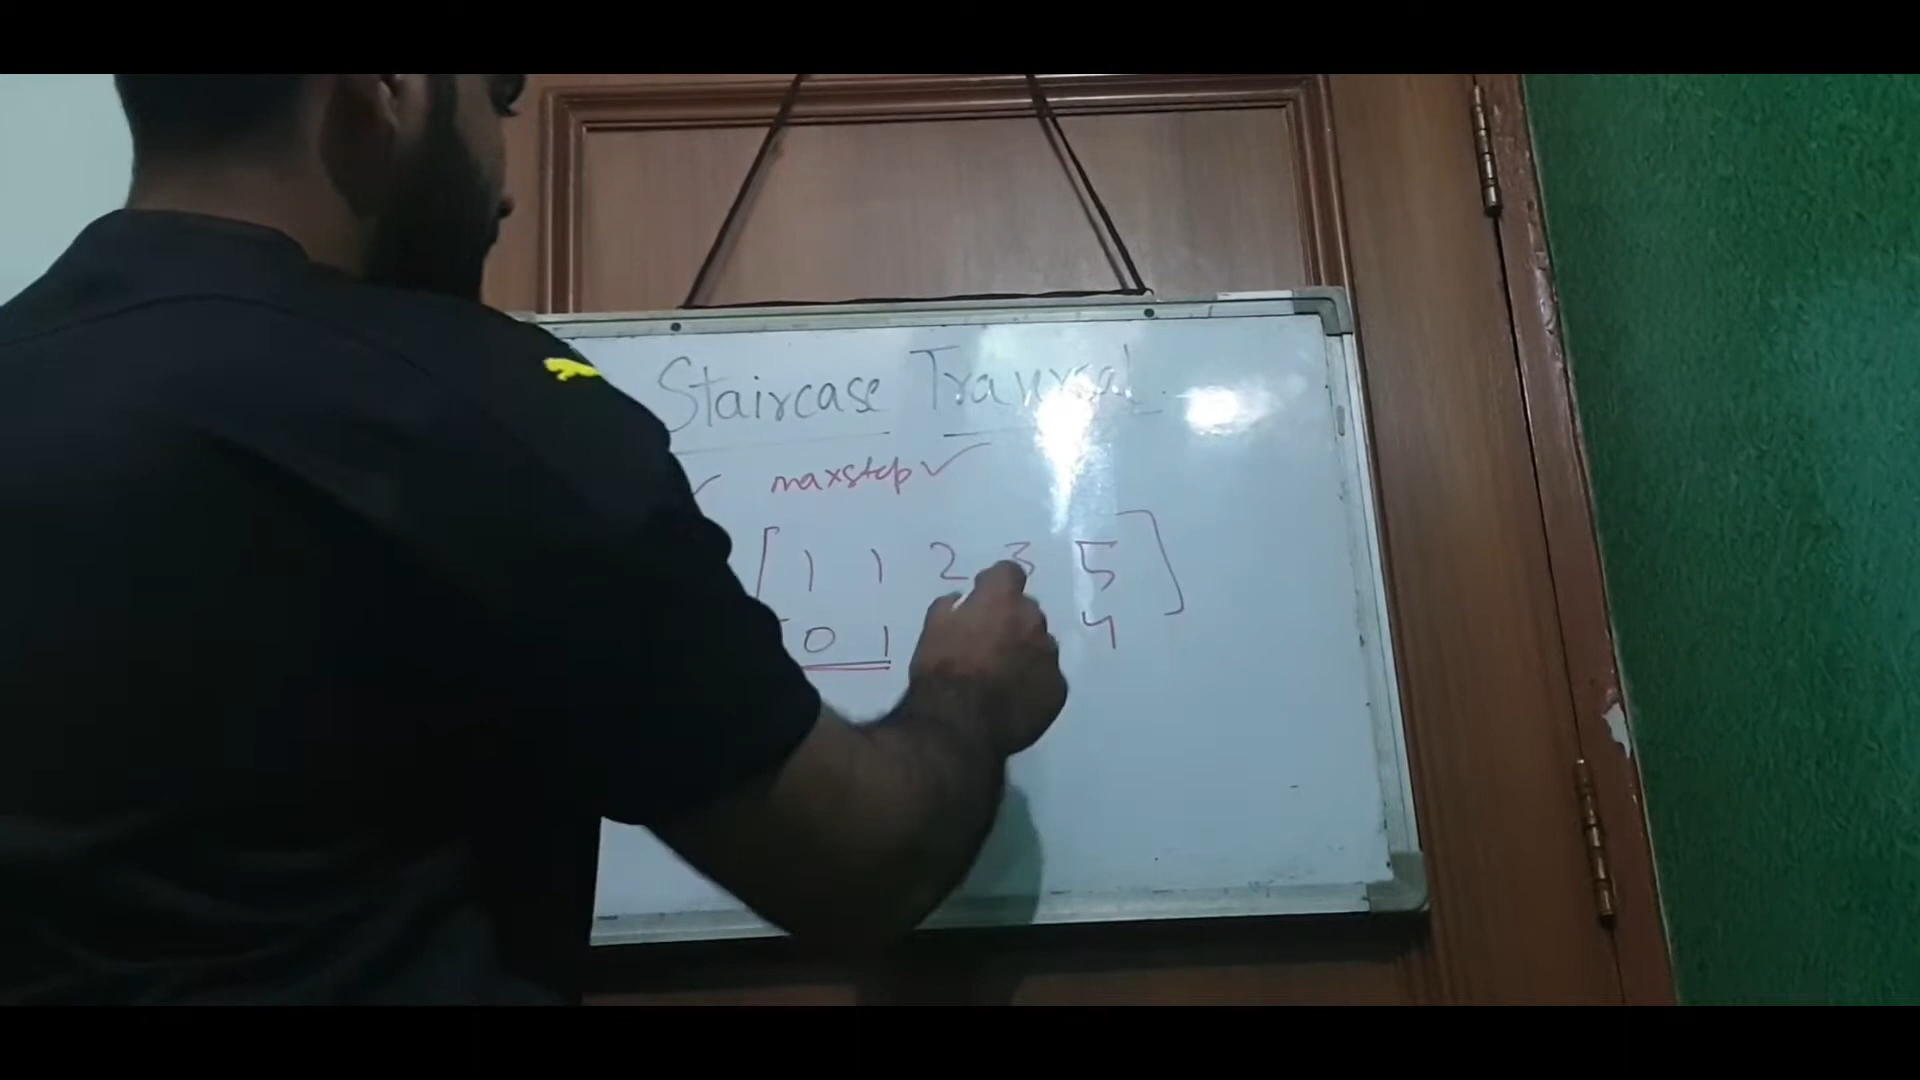 Staircase Traversal
✓ maxstep ✓
[ 1 1 2 3 5 ]
0 1 4